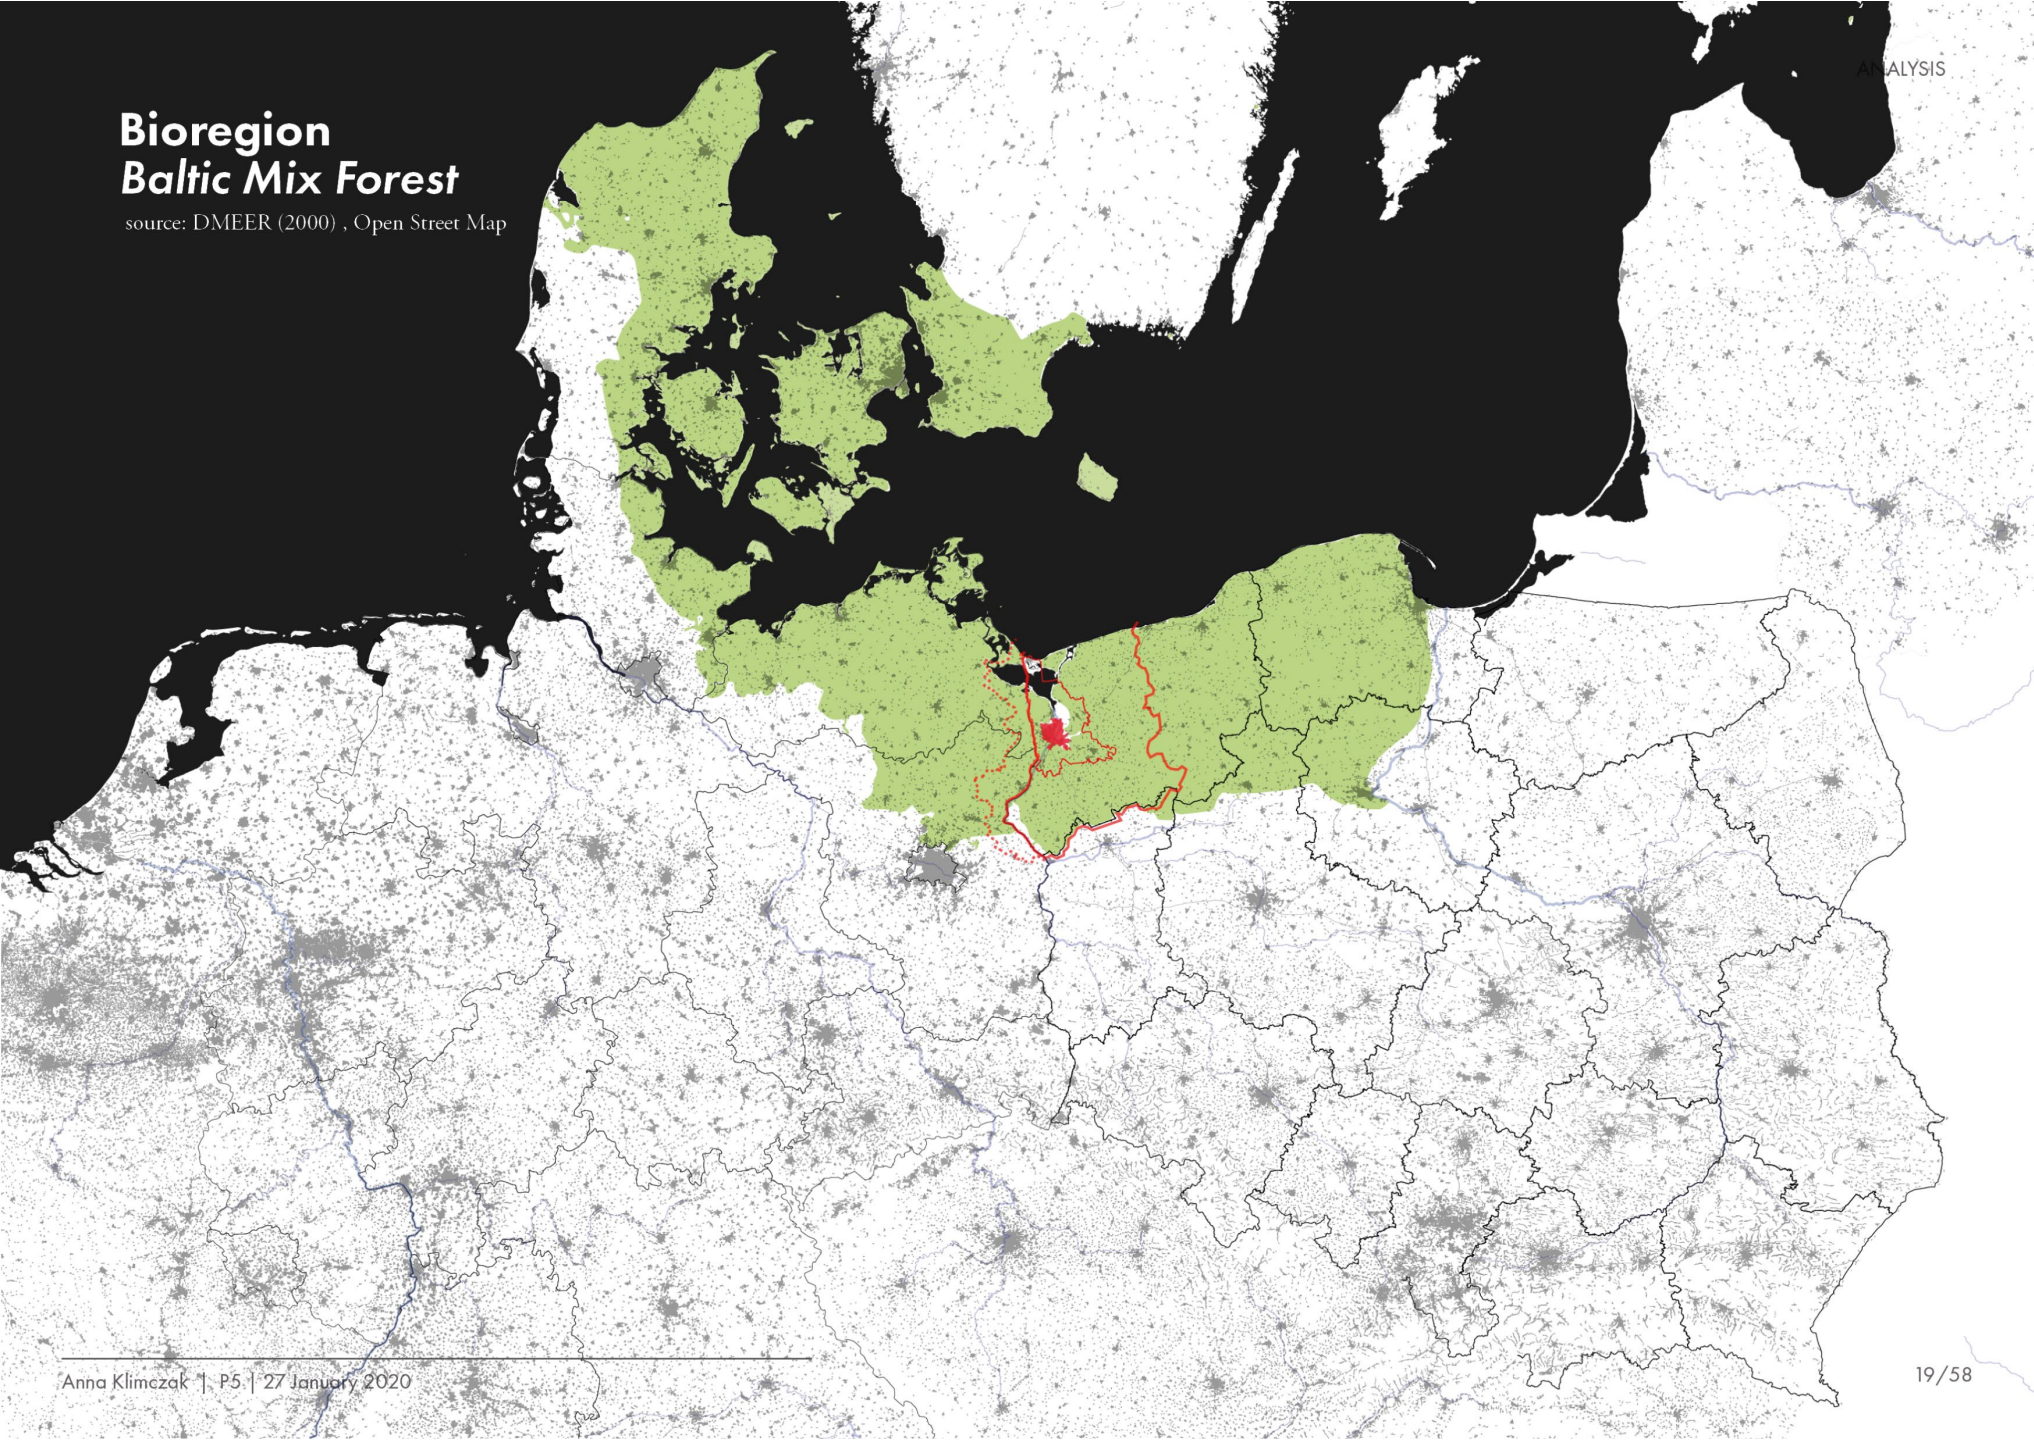 ANALYSIS
Bioregion
Baltic Mix Forest
source: DMEER (2000) , Open Street Map
Anna Klimczak | P5 | 27 January 2020
19/58